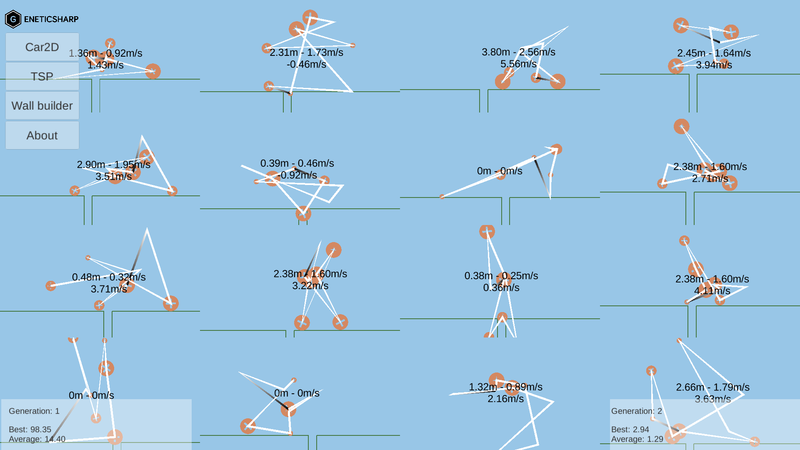 G ENETICSHARP
Car2D
TSP
Wall builder
About
1.36m - 0.92m/s
1.43m/s
2.31m - 1.73m/s
-0.46m/s
3.80m - 2.56m/s
5.56m/s
2.45m - 1.64m/s
3.94m/s
2.90m - 1.95m/s
3.51m/s
0.39m - 0.46m/s
-0.92m/s
0m - 0m/s
2.38m - 1.60m/s
2.71m/s
0.48m - 0.32m/s
3.71m/s
2.38m - 1.60m/s
3.22m/s
0.38m - 0.25m/s
0.36m/s
2.38m - 1.60m/s
4.11m/s
0m - 0m/s
0m - 0m/s
1.32m - 0.89m/s
2.16m/s
2.66m - 1.79m/s
3.63m/s
Generation: 1
Best: 98.35
Average: 14.40
Generation: 2
Best: 2.94
Average: 1.29